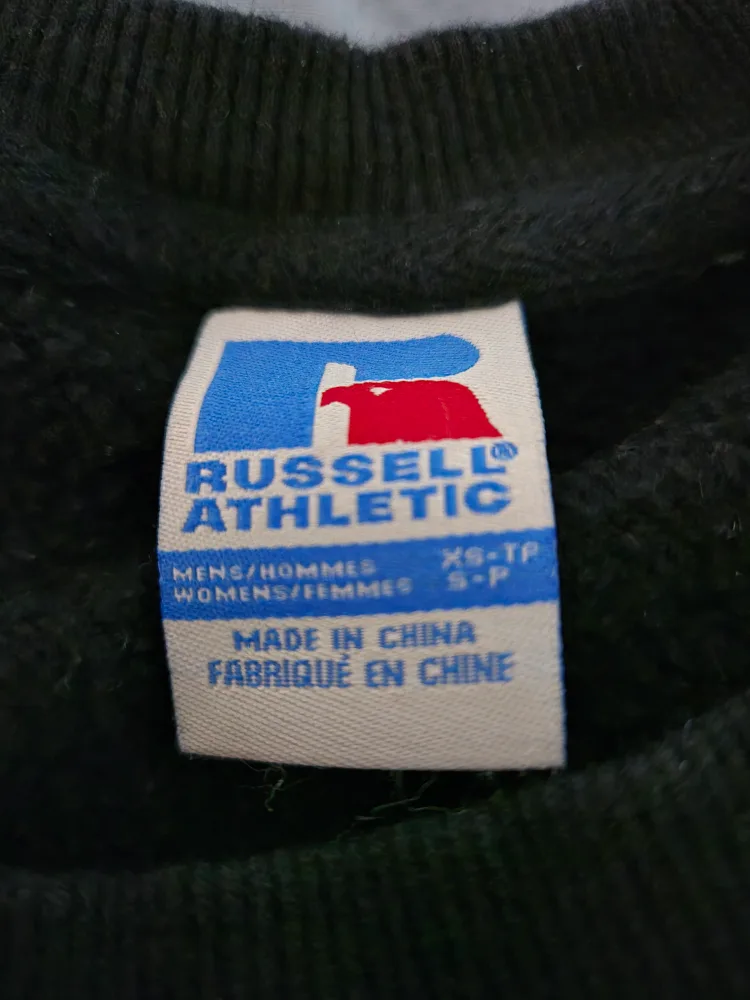 RUSSELL®
ATHLETIC
MENS/HOMMES XS-TP
WOMENS/FEMMES S-P
MADE IN CHINA
FABRIQUÉ EN CHINE